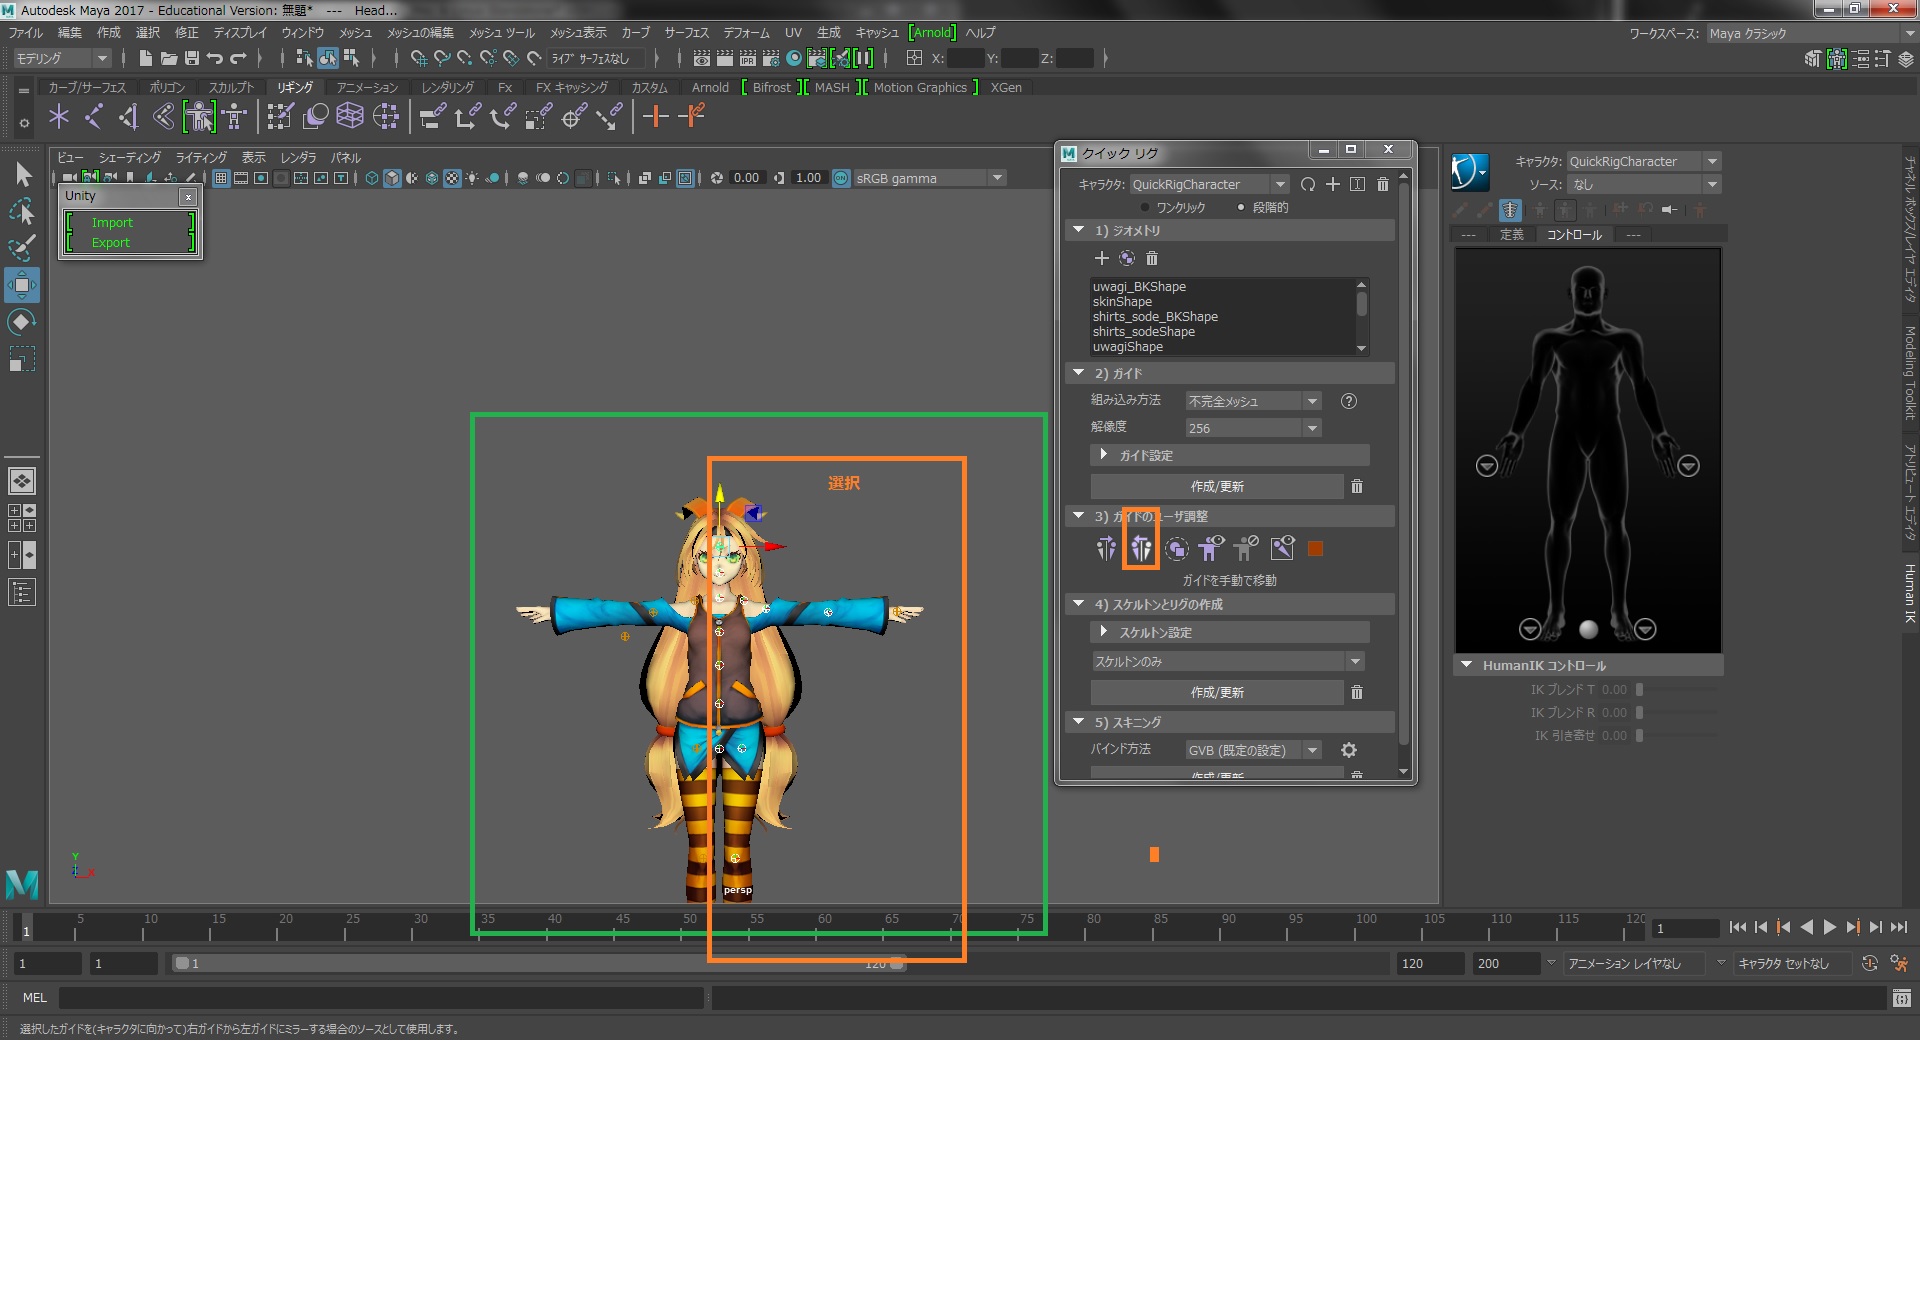 Autodesk Maya 2017 - Educational Version: 無題*   ---   Head...
ファイル 編集 作成 選択 修正 ディスプレイ ウィンドウ メッシュ メッシュの編集 メッシュ ツール メッシュ表示 カーブ サーフェス デフォーム UV 生成 キャッシュ [Arnold] ヘルプ
ワークスペース: Maya クラシック
モデリング
ライブ サーフェスなし
X: Y: Z:
カーブ/サーフェス ポリゴン スカルプト リギング アニメーション レンダリング Fx FX キャッシング カスタム Arnold [ Bifrost ][ MASH ][ Motion Graphics ] XGen
ビュー シェーディング ライティング 表示 レンダラ パネル
0.00 1.00 sRGB gamma
Unity
Import
Export
選択
persp
クイック リグ
キャラクタ: QuickRigCharacter
ワンクリック 段階的
1) ジオメトリ
uwagi_BKShape
skinShape
shirts_sode_BKShape
shirts_sodeShape
uwagiShape
2) ガイド
組み込み方法 不完全メッシュ
解像度 256
ガイド設定
作成/更新
3) ガイドのユーザ調整
ガイドを手動で移動
4) スケルトンとリグの作成
スケルトン設定
スケルトンのみ
作成/更新
5) スキニング
バインド方法 GVB (既定の設定)
作成/更新
キャラクタ: QuickRigCharacter
ソース: なし
--- 定義 コントロール ---
HumanIK コントロール
IK ブレンド T 0.00
IK ブレンド R 0.00
IK 引き寄せ 0.00
チャネル ボックス/レイヤ エディタ
Modeling Toolkit
アトリビュート エディタ
Human IK
Y
Z
X
1 5 10 15 20 25 30 35 40 45 50 55 60 65 70 75 80 85 90 95 100 105 110 115 120
1
1 1 1 120 120 200 アニメーション レイヤなし キャラクタ セットなし
MEL
選択したガイドを(キャラクタに向かって)右ガイドから左ガイドにミラーする場合のソースとして使用します。